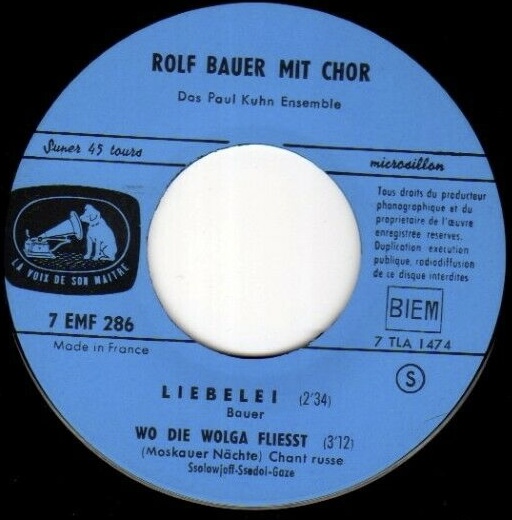 ROLF BAUER MIT CHOR
Das Paul Kuhn Ensemble
Super 45 tours
microsillon
Tous droits du producteur
phonographique et du
proprietaire de l'œuvre
enregistrée reserves.
Duplication execution
publique, radiodiffusion
de ce disque interdites
LA VOIX DE SON MAITRE
BIEM
7 EMF 286
7 TLA 1474
Made in France
S
LIEBELEI (2'34)
Bauer
WO DIE WOLGA FLIESST (3'12)
(Moskauer Nächte) Chant russe
Ssolowjoff-Ssedoi-Gaze